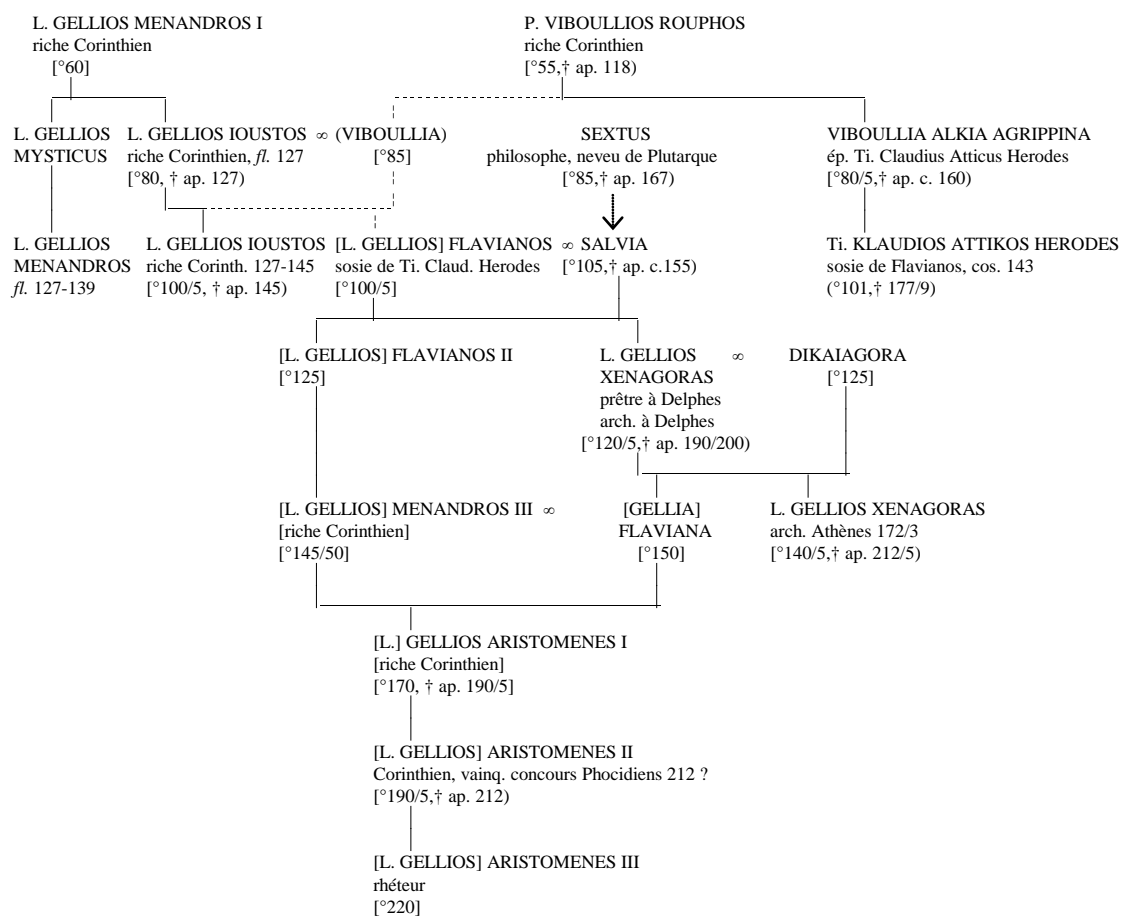 L. GELLIOS MENANDROS I
riche Corinthien
[°60]
P. VIBOULLIOS ROUPHOS
riche Corinthien
[°55,† ap. 118)
L. GELLIOS
MYSTICUS
L. GELLIOS IOUSTOS ∞ (VIBOULLIA)
riche Corinthien, fl. 127
[°80, † ap. 127)
[°85]
SEXTUS
philosophe, neveu de Plutarque
[°85,† ap. 167)
VIBOULLIA ALKIA AGRIPPINA
ép. Ti. Claudius Atticus Herodes
[°80/5,† ap. c. 160)
L. GELLIOS
MENANDROS
fl. 127-139
L. GELLIOS IOUSTOS
riche Corinth. 127-145
[°100/5, † ap. 145)
[L. GELLIOS] FLAVIANOS ∞ SALVIA
sosie de Ti. Claud. Herodes
[°100/5]
[°105,† ap. c.155)
Ti. KLAUDIOS ATTIKOS HERODES
sosie de Flavianos, cos. 143
(°101,† 177/9)
[L. GELLIOS] FLAVIANOS II
[°125]
L. GELLIOS ∞ DIKAIAGORA
XENAGORAS
prêtre à Delphes
arch. à Delphes
[°120/5,† ap. 190/200)
[°125]
[L. GELLIOS] MENANDROS III ∞
[riche Corinthien]
[°145/50]
[GELLIA]
FLAVIANA
[°150]
L. GELLIOS XENAGORAS
arch. Athènes 172/3
[°140/5,† ap. 212/5)
[L.] GELLIOS ARISTOMENES I
[riche Corinthien]
[°170, † ap. 190/5]
[L. GELLIOS] ARISTOMENES II
Corinthien, vainq. concours Phocidiens 212 ?
[°190/5,† ap. 212)
[L. GELLIOS] ARISTOMENES III
rhéteur
[°220]